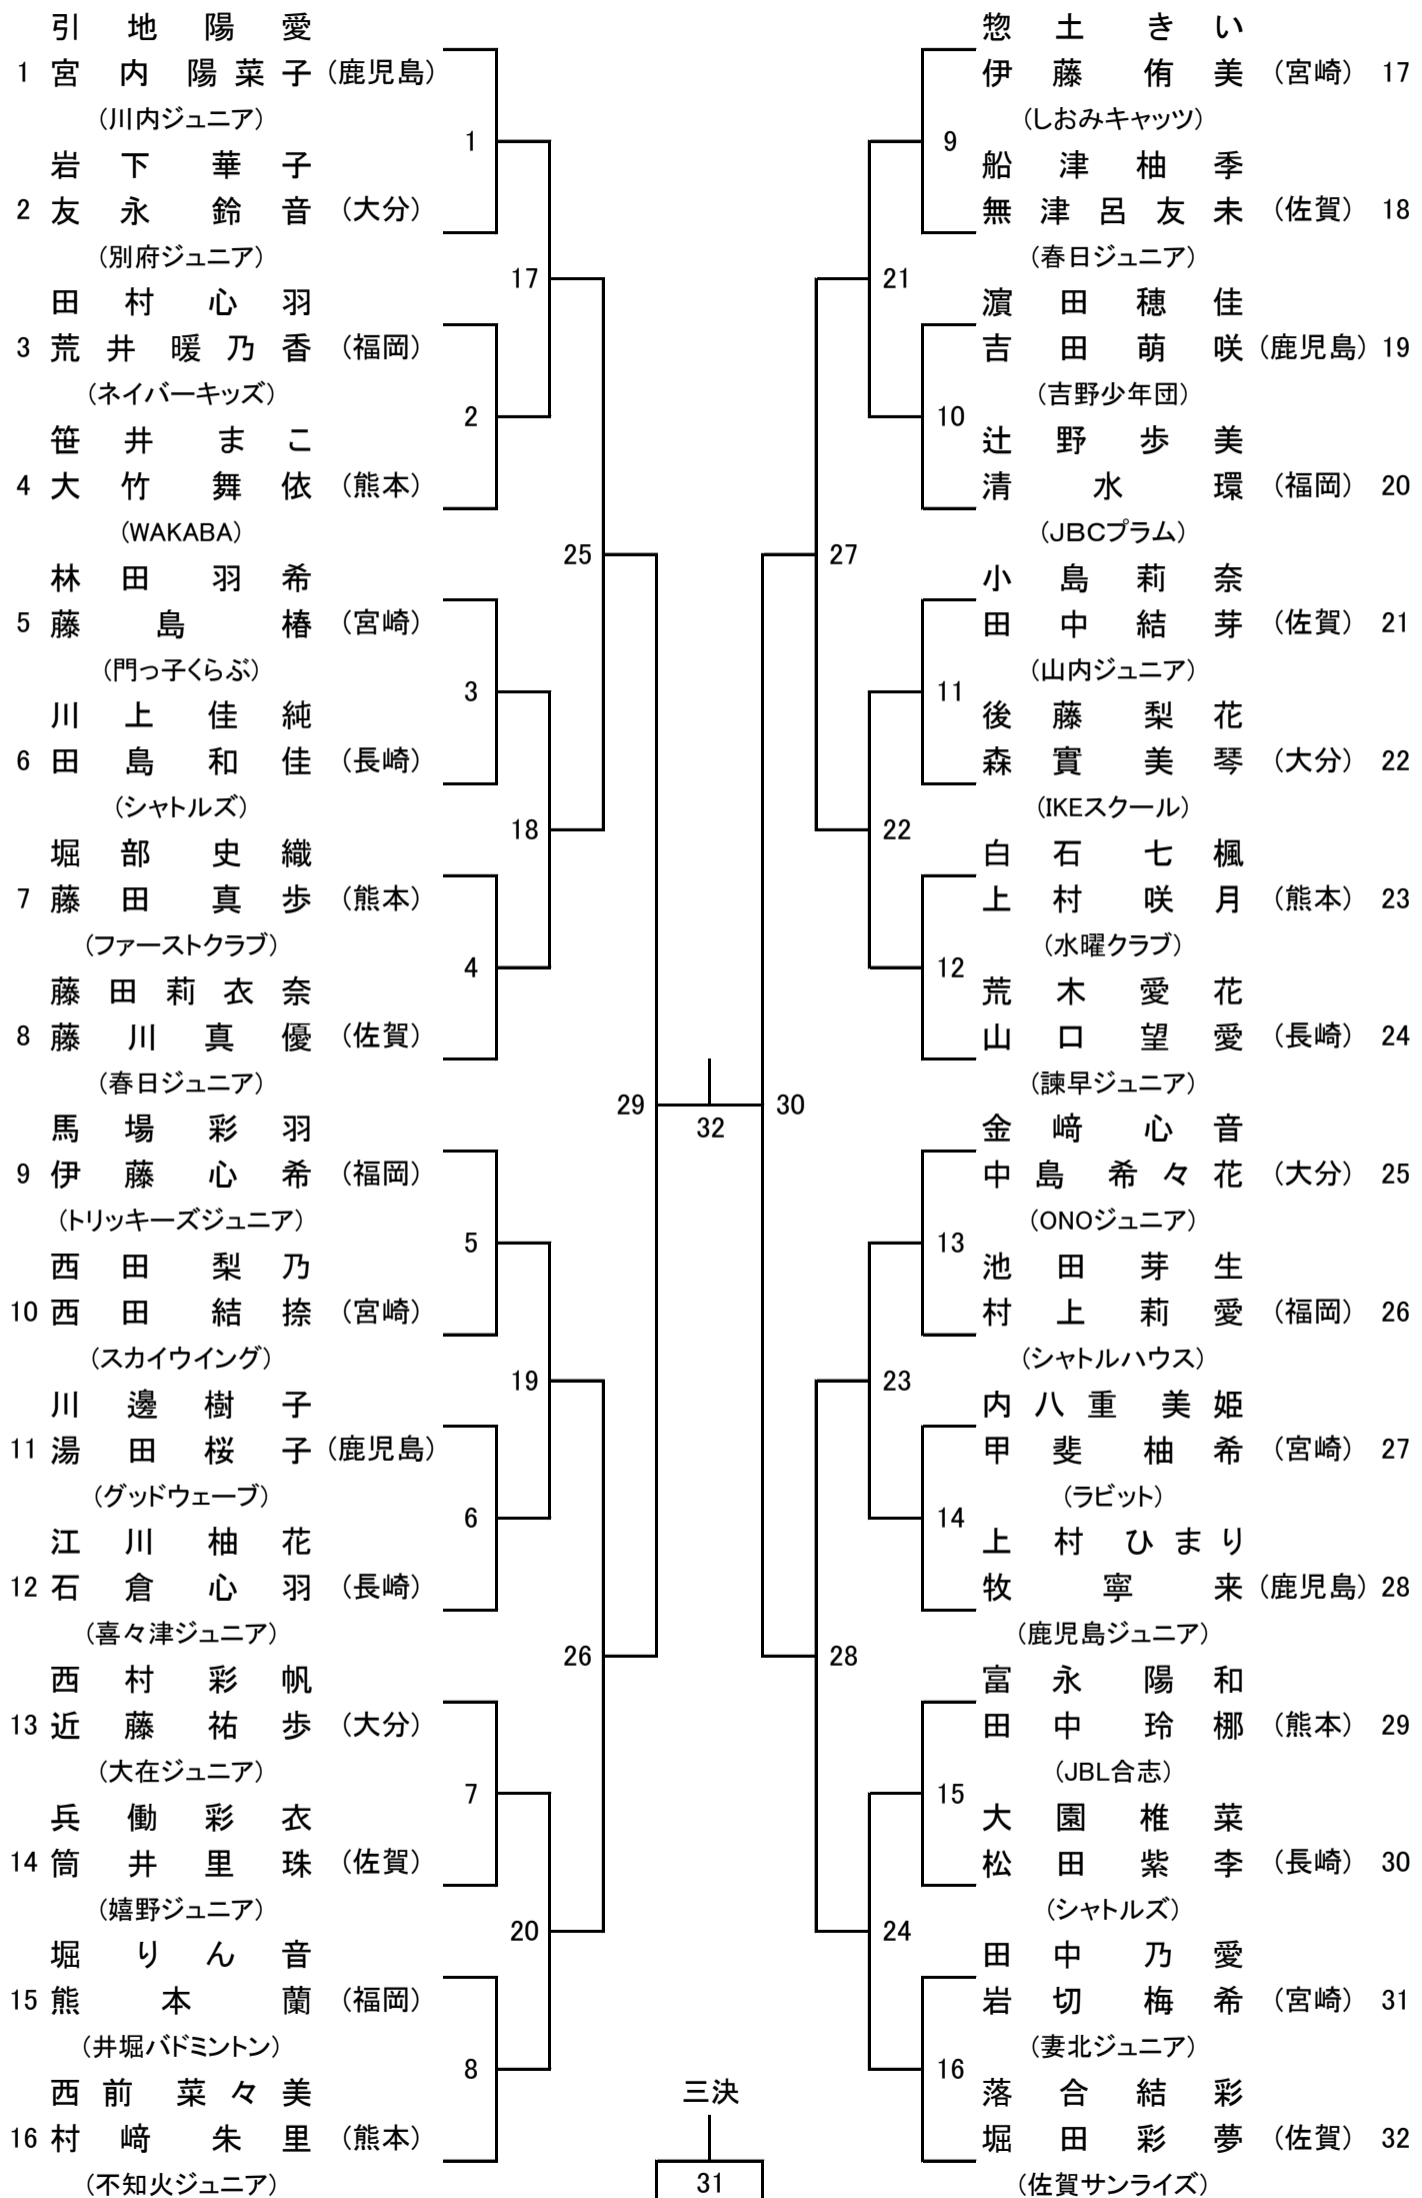 引地陽愛
1 宮内陽菜子 (鹿児島)
(川内ジュニア)
1
岩下華子
2 友永鈴音 (大分)
(別府ジュニア)
17
田村心羽
3 荒井暖乃香 (福岡)
(ネイバーキッズ)
2
笹井まこ
4 大竹舞依 (熊本)
(WAKABA)
25
林田羽希
5 藤島椿 (宮崎)
(門っ子くらぶ)
3
川上佳純
6 田島和佳 (長崎)
(シャトルズ)
18
堀部史織
7 藤田真歩 (熊本)
(ファーストクラブ)
4
藤田莉衣奈
8 藤川真優 (佐賀)
(春日ジュニア)
29
馬場彩羽
9 伊藤心希 (福岡)
(トリッキーズジュニア)
5
西田梨乃
10 西田結捺 (宮崎)
(スカイウイング)
19
川邊樹子
11 湯田桜子 (鹿児島)
(グッドウェーブ)
6
江川柚花
12 石倉心羽 (長崎)
(喜々津ジュニア)
26
西村彩帆
13 近藤祐歩 (大分)
(大在ジュニア)
7
兵働彩衣
14 筒井里珠 (佐賀)
(嬉野ジュニア)
20
堀りん音
15 熊本蘭 (福岡)
(井堀バドミントン)
8
西前菜々美
16 村﨑朱里 (熊本)
(不知火ジュニア)
32
三決
31
惣土きい
伊藤侑美 (宮崎) 17
(しおみキャッツ)
9
船津柚季
無津呂友未 (佐賀) 18
(春日ジュニア)
21
濵田穂佳
吉田萌咲 (鹿児島) 19
(吉野少年団)
10
辻野歩美
清水環 (福岡) 20
(JBCプラム)
27
小島莉奈
田中結芽 (佐賀) 21
(山内ジュニア)
11
後藤梨花
森實美琴 (大分) 22
(IKEスクール)
22
白石七楓
上村咲月 (熊本) 23
(水曜クラブ)
12
荒木愛花
山口望愛 (長崎) 24
(諫早ジュニア)
30
金﨑心音
中島希々花 (大分) 25
(ONOジュニア)
13
池田芽生
村上莉愛 (福岡) 26
(シャトルハウス)
23
内八重美姫
甲斐柚希 (宮崎) 27
(ラビット)
14
上村ひまり
牧寧来 (鹿児島) 28
(鹿児島ジュニア)
28
富永陽和
田中玲梛 (熊本) 29
(JBL合志)
15
大園椎菜
松田紫李 (長崎) 30
(シャトルズ)
24
田中乃愛
岩切梅希 (宮崎) 31
(妻北ジュニア)
16
落合結彩
堀田彩夢 (佐賀) 32
(佐賀サンライズ)